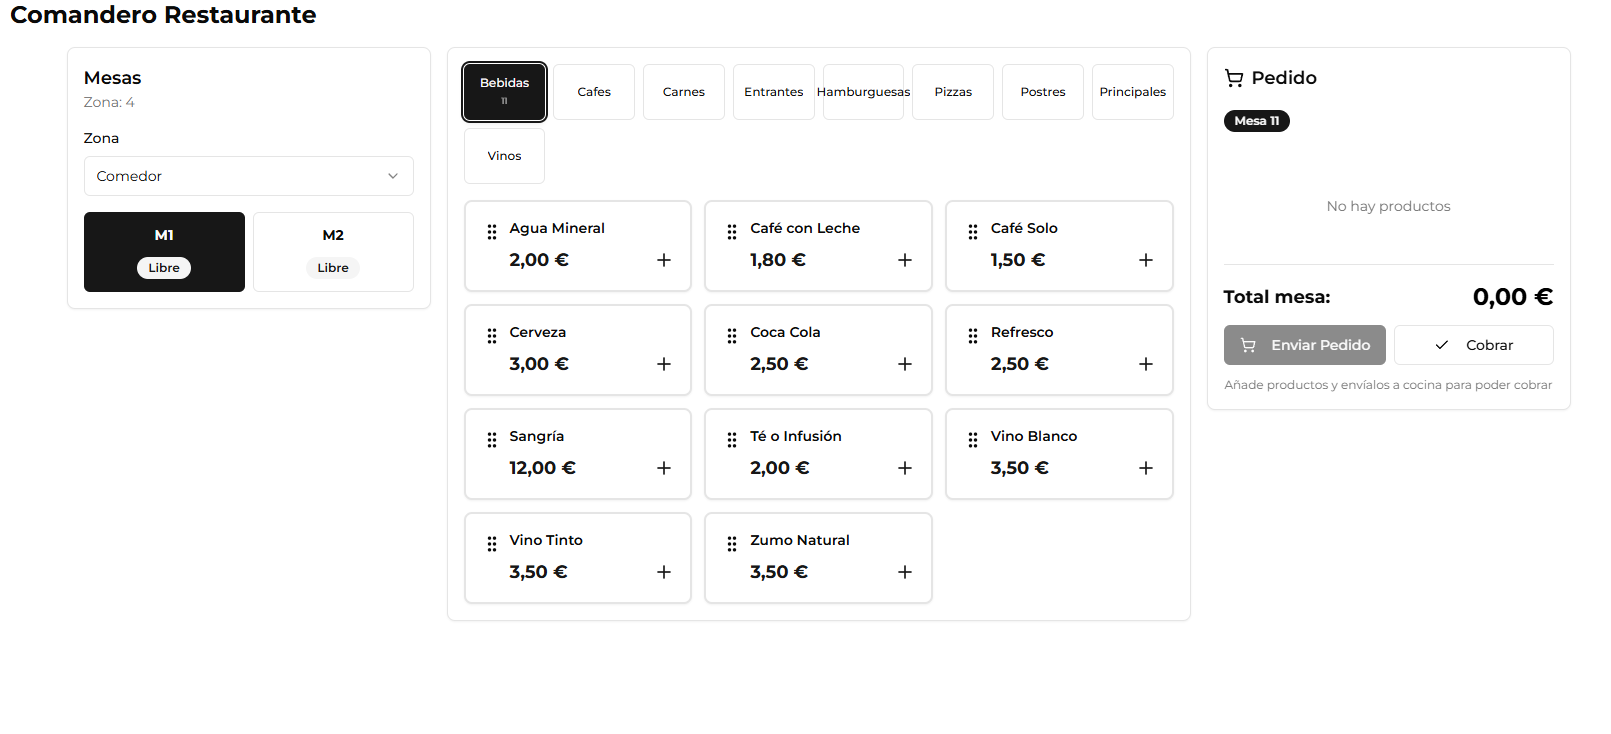 Comandero Restaurante
Mesas
Zona: 4
Zona
Comedor
M1
Libre
M2
Libre
Bebidas
11
Cafes
Carnes
Entrantes
Hamburguesas
Pizzas
Postres
Principales
Vinos
Agua Mineral
2,00 €
Café con Leche
1,80 €
Café Solo
1,50 €
Cerveza
3,00 €
Coca Cola
2,50 €
Refresco
2,50 €
Sangría
12,00 €
Té o Infusión
2,00 €
Vino Blanco
3,50 €
Vino Tinto
3,50 €
Zumo Natural
3,50 €
Pedido
Mesa 11
No hay productos
Total mesa: 0,00 €
Enviar Pedido
Cobrar
Añade productos y envíalos a cocina para poder cobrar